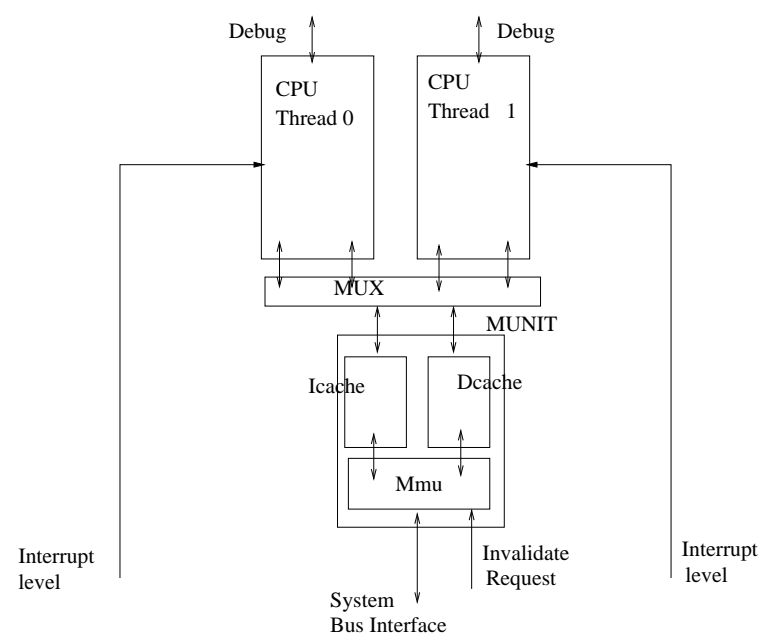 Debug
Debug
CPU
Thread 0
CPU
Thread 1
MUX
MUNIT
Icache
Dcache
Mmu
Interrupt
level
Invalidate
Request
Interrupt
level
System
Bus Interface